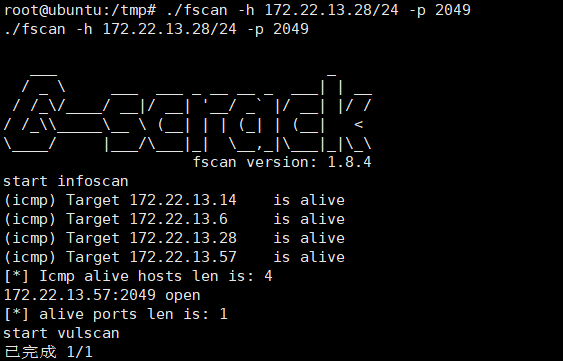 root@ubuntu:/tmp# ./fscan -h 172.22.13.28/24 -p 2049
./fscan -h 172.22.13.28/24 -p 2049
fscan version: 1.8.4
start infoscan
(icmp) Target 172.22.13.14    is alive
(icmp) Target 172.22.13.6     is alive
(icmp) Target 172.22.13.28    is alive
(icmp) Target 172.22.13.57    is alive
[*] Icmp alive hosts len is: 4
172.22.13.57:2049 open
[*] alive ports len is: 1
start vulscan
已完成 1/1